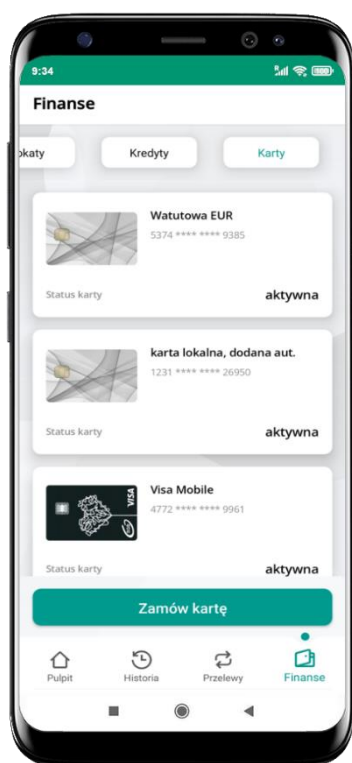 9:34
Finanse
okaty
Kredyty
Karty
Watutowa EUR
5374 **** **** 9385
Status karty
aktywna
karta lokalna, dodana aut.
1231 **** **** 26950
Status karty
aktywna
VISA
Visa Mobile
4772 **** **** 9961
Status karty
aktywna
Zamów kartę
Pulpit
Historia
Przelewy
Finanse